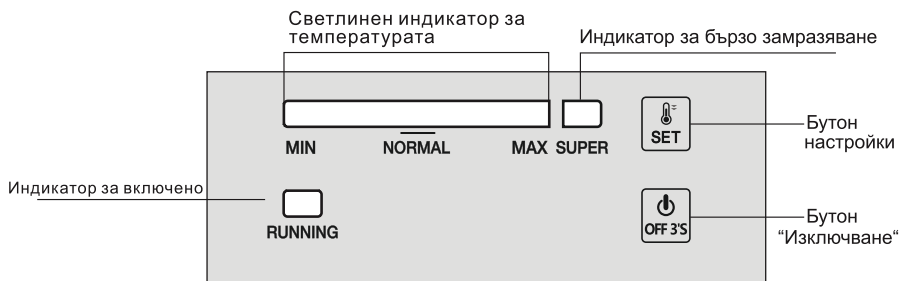 Светлинен индикатор за
температурата
Индикатор за бързо замразяване
MIN NORMAL MAX SUPER
SET
Бутон
настройки
Индикатор за включено
RUNNING
OFF 3'S
Бутон
“Изключване“